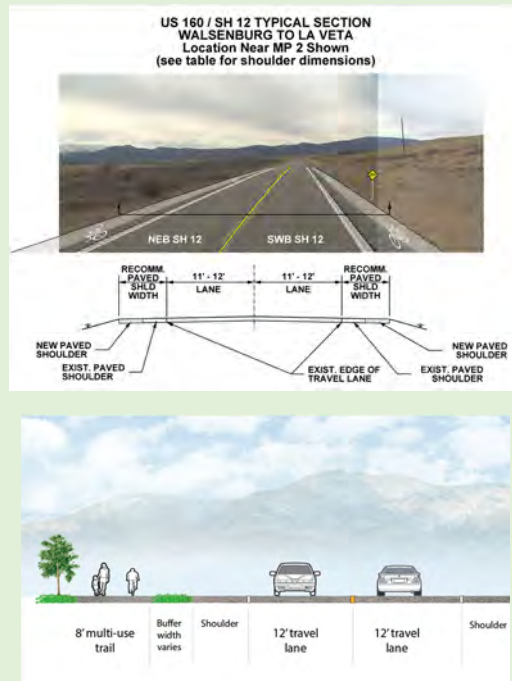 US 160 / SH 12 TYPICAL SECTION
WALSENBURG TO LA VETA
Location Near MP 2 Shown
(see table for shoulder dimensions)
NEB SH 12
SWB SH 12
RECOMM.
PAVED
SHLD
WIDTH
11' - 12'
LANE
11' - 12'
LANE
RECOMM.
PAVED
SHLD
WIDTH
NEW PAVED
SHOULDER
EXIST. PAVED
SHOULDER
EXIST. EDGE OF
TRAVEL LANE
EXIST. PAVED
SHOULDER
NEW PAVED
SHOULDER
8' multi-use
trail
Buffer
width
varies
Shoulder
12' travel
lane
12' travel
lane
Shoulder